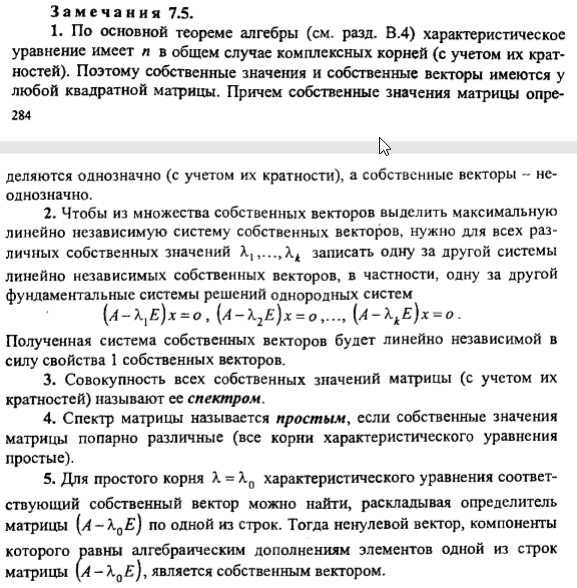 Замечания 7.5.
1. По основной теореме алгебры (см. разд. В.4) характеристическое
уравнение имеет n в общем случае комплексных корней (с учетом их крат-
ностей). Поэтому собственные значения и собственные векторы имеются у
любой квадратной матрицы. Причем собственные значения матрицы опре-
284
деляются однозначно (с учетом их кратности), а собственные векторы – не-
однозначно.
2. Чтобы из множества собственных векторов выделить максимальную
линейно независимую систему собственных векторов, нужно для всех раз-
личных собственных значений λ₁,...,λₖ записать одну за другой системы
линейно независимых собственных векторов, в частности, одну за другой
фундаментальные системы решений однородных систем
(A−λ₁E)x=o, (A−λ₂E)x=o,..., (A−λₖE)x=o.
Полученная система собственных векторов будет линейно независимой в
силу свойства 1 собственных векторов.
3. Совокупность всех собственных значений матрицы (с учетом их
кратностей) называют ее спектром.
4. Спектр матрицы называется простым, если собственные значения
матрицы попарно различные (все корни характеристического уравнения
простые).
5. Для простого корня λ=λ₀ характеристического уравнения соответ-
ствующий собственный вектор можно найти, раскладывая определитель
матрицы (A−λ₀E) по одной из строк. Тогда ненулевой вектор, компоненты
которого равны алгебраическим дополнениям элементов одной из строк
матрицы (A−λ₀E), является собственным вектором.